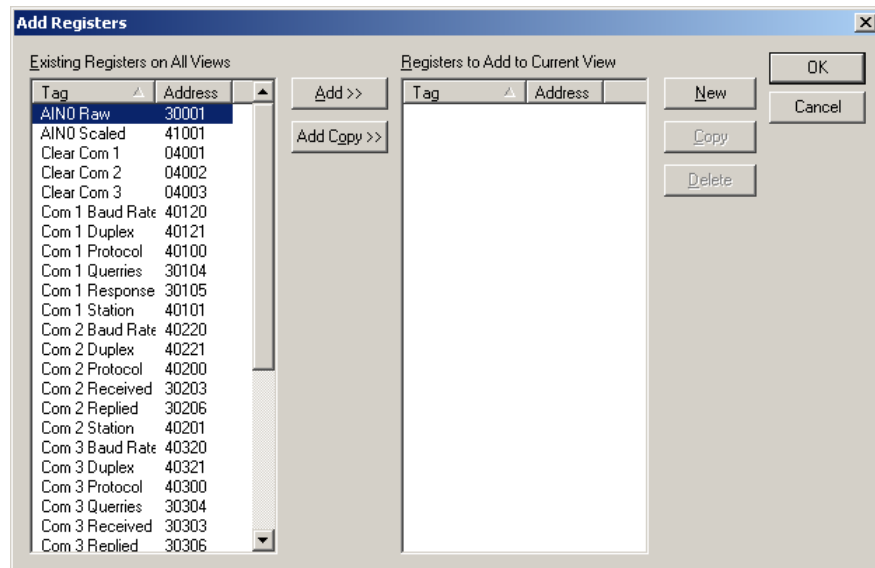 Add Registers
Existing Registers on All Views
Tag Address
AIN0 Raw 30001
AIN0 Scaled 41001
Clear Com 1 04001
Clear Com 2 04002
Clear Com 3 04003
Com 1 Baud Rate 40120
Com 1 Duplex 40121
Com 1 Protocol 40100
Com 1 Querries 30104
Com 1 Response 30105
Com 1 Station 40101
Com 2 Baud Rate 40220
Com 2 Duplex 40221
Com 2 Protocol 40200
Com 2 Received 30203
Com 2 Replied 30206
Com 2 Station 40201
Com 3 Baud Rate 40320
Com 3 Duplex 40321
Com 3 Protocol 40300
Com 3 Querries 30304
Com 3 Received 30303
Com 3 Replied 30306
Add >>
Add Copy >>
Registers to Add to Current View
Tag Address
New
Copy
Delete
OK
Cancel